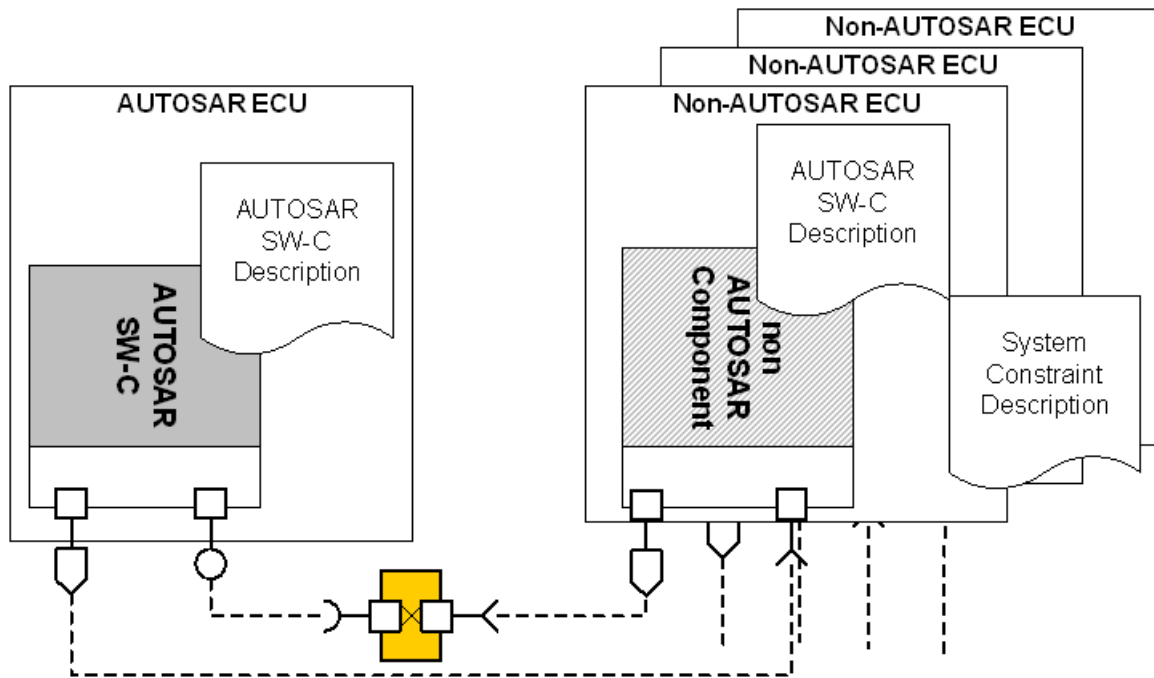 Non-AUTOSAR ECU
Non-AUTOSAR ECU
AUTOSAR ECU
Non-AUTOSAR ECU
AUTOSAR
SW-C
Description
AUTOSAR
SW-C
AUTOSAR
SW-C
Description
non
AUTOSAR
Component
System
Constraint
Description